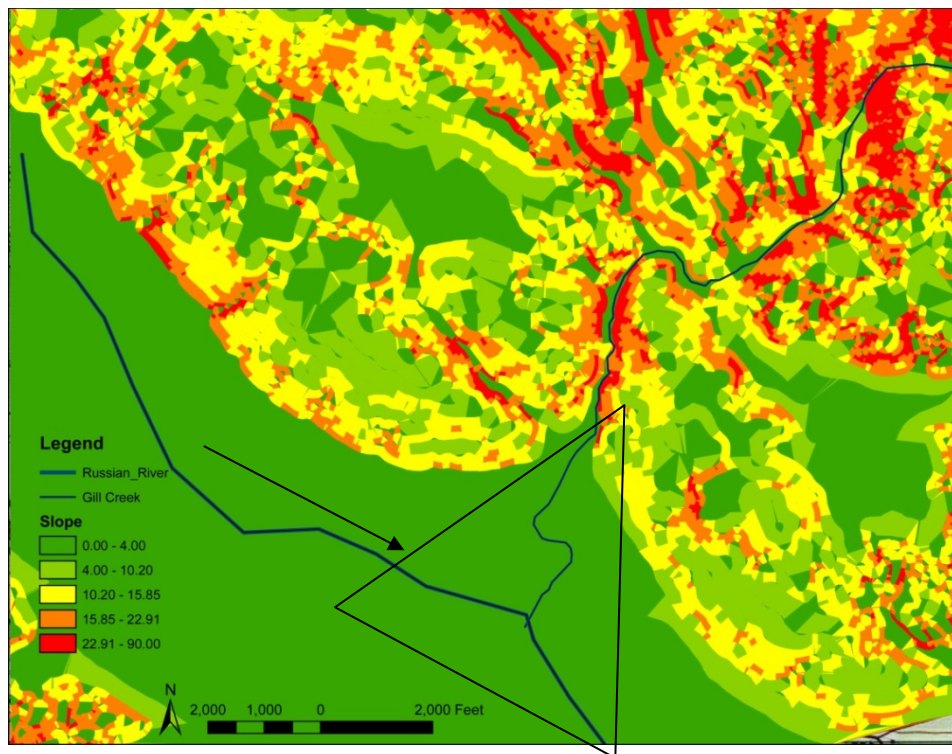 Legend
Russian_River
Gill Creek
Slope
0.00 - 4.00
4.00 - 10.20
10.20 - 15.85
15.85 - 22.91
22.91 - 90.00
N
2,000 1,000 0 2,000 Feet